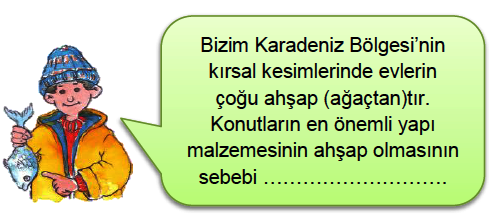 Bizim Karadeniz Bölgesi’nin
kırsal kesimlerinde evlerin
çoğu ahşap (ağaçtan)tır.
Konutların en önemli yapı
malzemesinin ahşap olmasının
sebebi ………………………….